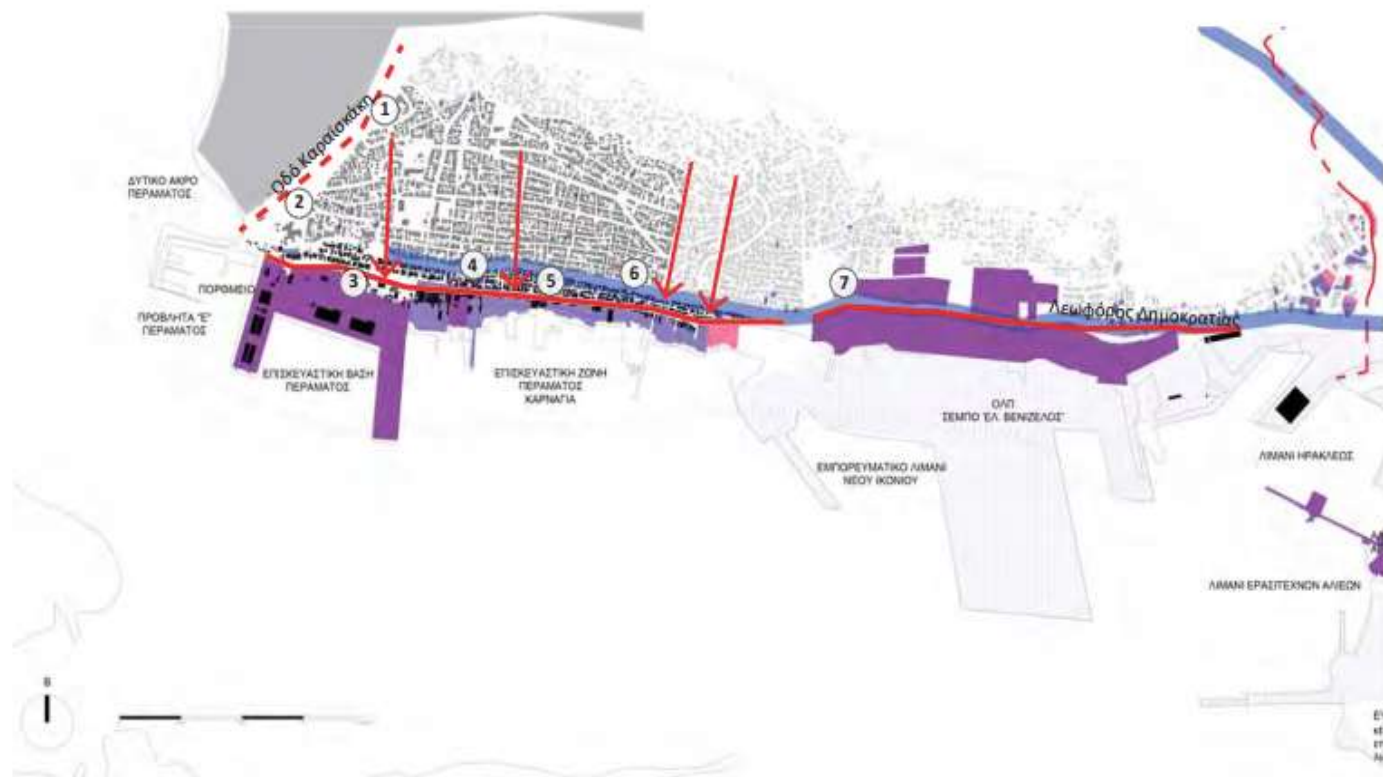 1
Οδό Καραϊσκάκη
2
ΔΥΤΙΚΟ ΑΚΡΟ
ΠΕΡΑΜΑΤΟΣ
ΠΟΡΘΜΕΙΟ
ΠΡΟΒΛΗΤΑ "Ε"
ΠΕΡΑΜΑΤΟΣ
3
4
5
6
7
Λεωφόρος Δημοκρατίας
ΕΠΙΣΚΕΥΑΣΤΙΚΗ ΒΑΣΗ
ΠΕΡΑΜΑΤΟΣ
ΕΠΙΣΚΕΥΑΣΤΙΚΗ ΖΩΝΗ
ΠΕΡΑΜΑΤΟΣ
ΚΑΡΝΑΓΙΑ
ΟΛΠ
ΣΕΜΠΟ 'ΕΛ. ΒΕΝΙΖΕΛΟΣ'
ΕΜΠΟΡΕΥΜΑΤΙΚΟ ΛΙΜΑΝΙ
ΝΕΟΥ ΙΚΟΝΙΟΥ
ΛΙΜΑΝΙ ΗΡΑΚΛΕΟΣ
ΛΙΜΑΝΙ ΕΡΑΣΙΤΕΧΝΩΝ ΑΛΙΕΩΝ
Β